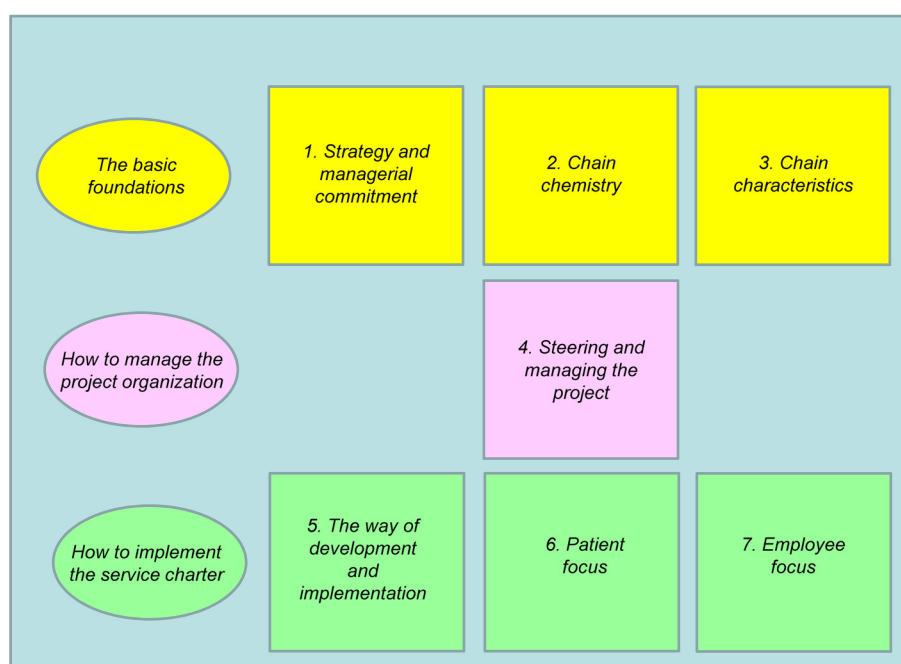 The basic
foundations
1. Strategy and
managerial
commitment
2. Chain
chemistry
3. Chain
characteristics
How to manage the
project organization
4. Steering and
managing the
project
How to implement
the service charter
5. The way of
development
and
implementation
6. Patient
focus
7. Employee
focus